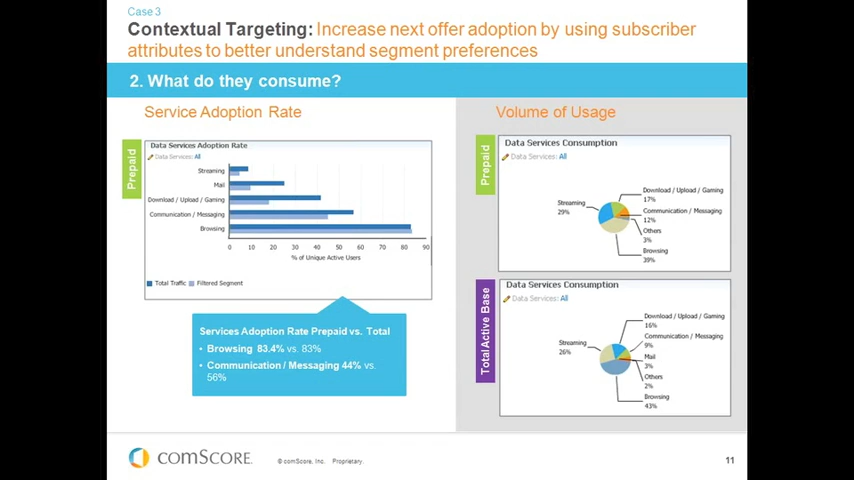 Case 3
Contextual Targeting: Increase next offer adoption by using subscriber
attributes to better understand segment preferences
2. What do they consume?
Service Adoption Rate
Prepaid
Data Services Adoption Rate
Data Services: All
Streaming
Mail
Download / Upload / Gaming
Communication / Messaging
Browsing
0 10 20 30 40 50 60 70 80 90
% of Unique Active Users
Total Traffic Filtered Segment
Services Adoption Rate Prepaid vs. Total
• Browsing 83.4% vs. 83%
• Communication / Messaging 44% vs.
56%
Volume of Usage
Prepaid
Data Services Consumption
Data Services: All
Streaming
29%
Download / Upload / Gaming
17%
Communication / Messaging
12%
Others
3%
Browsing
39%
Total Active Base
Data Services Consumption
Data Services: All
Streaming
26%
Download / Upload / Gaming
16%
Communication / Messaging
9%
Mail
3%
Others
2%
Browsing
43%
comScore.
© comScore, Inc. Proprietary.
11